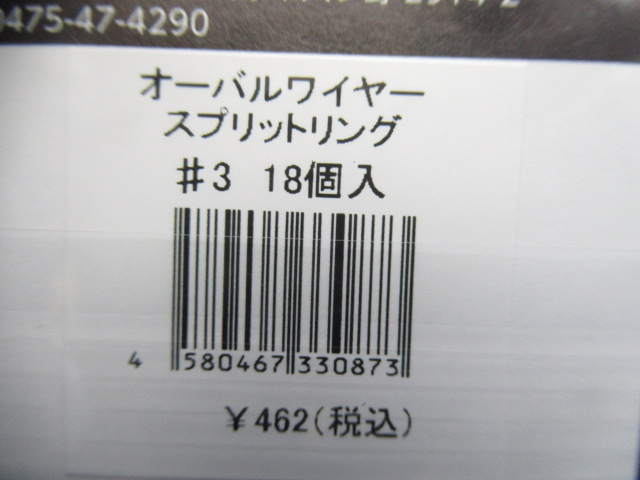 0475-47-4290
オーバルワイヤー
スプリットリング
♯3 18個入
4 580467 330873
￥462(税込)